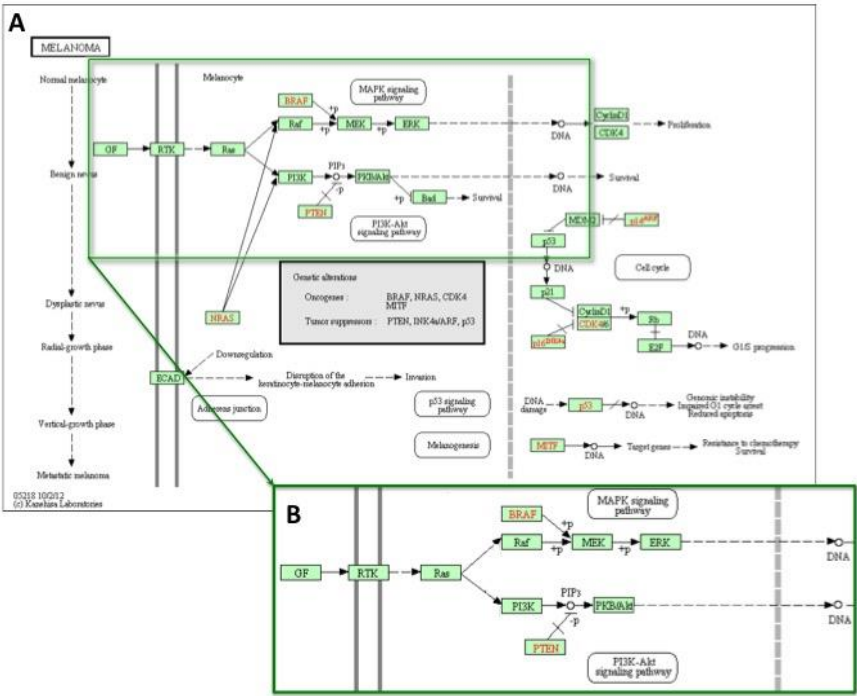 A
MELANOMA
Normal melanocyte
Melanocyte
MAPK signaling
pathway
BRAF
+p
Raf
+p
MEK
+p
ERK
DNA
CyclinD1
CDK4
Proliferation
GF
RTK
Ras
Benign nevus
PI3K
PIPs
-p
PKB/Akt
+p
Bad
Survival
DNA
Survival
PTEN
PI3K-Akt
signaling pathway
MDM2
p14ARF
p53
DNA
Cell cycle
Genetic alterations
Oncogenes : BRAF, NRAS, CDK4
MITF
Tumor suppressors : PTEN, INK4a/ARF, p53
p21
Dysplastic nevus
NRAS
CyclinD1
CDK4/6
+p
Rb
p16INK4a
E2F
DNA
G1/S progression
Radial-growth phase
Downregulation
ECAD
Disruption of the
keratinocyte-melanocyte adhesion
Invasion
Adherens junction
p53 signaling
pathway
DNA
damage
p53
DNA
Genomic instability
Impaired G1 cycle arrest
Reduced apoptosis
Vertical-growth phase
Melanogenesis
MITF
DNA
Target genes
Resistance to chemotherapy
Survival
Metastatic melanoma
05218 10/2/12
(c) Kanehisa Laboratories
B
MAPK signaling
pathway
BRAF
+p
Raf
+p
MEK
+p
ERK
DNA
GF
RTK
Ras
PI3K
PIPs
-p
PKB/Akt
DNA
PTEN
PI3K-Akt
signaling pathway